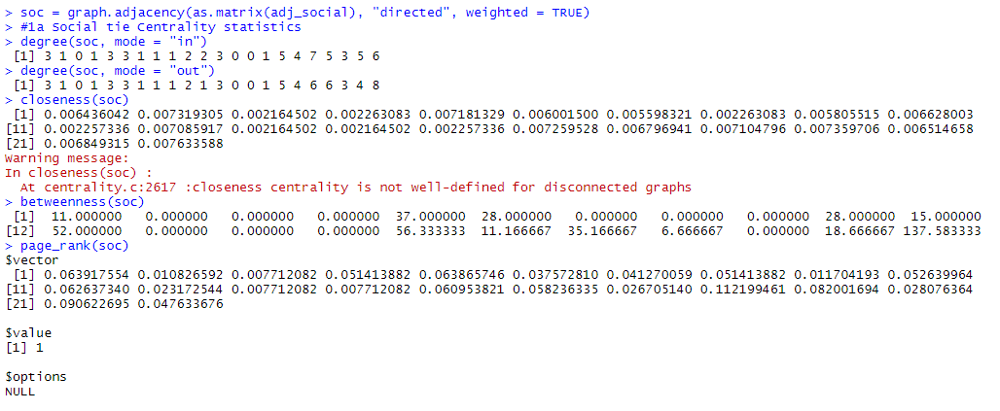 > soc = graph.adjacency(as.matrix(adj_social), "directed", weighted = TRUE)
> #1a Social tie Centrality statistics
> degree(soc, mode = "in")
 [1] 3 1 0 1 3 3 1 1 1 2 2 3 0 0 1 5 4 7 5 3 5 6
> degree(soc, mode = "out")
 [1] 3 1 0 1 3 3 1 1 1 2 1 3 0 0 1 5 4 6 6 3 4 8
> closeness(soc)
 [1] 0.006436042 0.007319305 0.002164502 0.002263083 0.007181329 0.006001500 0.005598321 0.002263083 0.005805515 0.006628003
[11] 0.002257336 0.007085917 0.002164502 0.002164502 0.002257336 0.007259528 0.006796941 0.007104796 0.007359706 0.006514658
[21] 0.006849315 0.007633588
Warning message:
In closeness(soc) :
  At centrality.c:2617 :closeness centrality is not well-defined for disconnected graphs
> betweenness(soc)
 [1]  11.000000   0.000000   0.000000   0.000000  37.000000  28.000000   0.000000   0.000000   0.000000  28.000000  15.000000
[12]  52.000000   0.000000   0.000000   0.000000  56.333333  11.166667  35.166667   6.666667   0.000000  18.666667 137.583333
> page_rank(soc)
$vector
 [1] 0.063917554 0.010826592 0.007712082 0.051413882 0.063865746 0.037572810 0.041270059 0.051413882 0.011704193 0.052639964
[11] 0.062637340 0.023172544 0.007712082 0.007712082 0.060953821 0.058236335 0.026705140 0.112199461 0.082001694 0.028076364
[21] 0.090622695 0.047633676

$value
[1] 1

$options
NULL